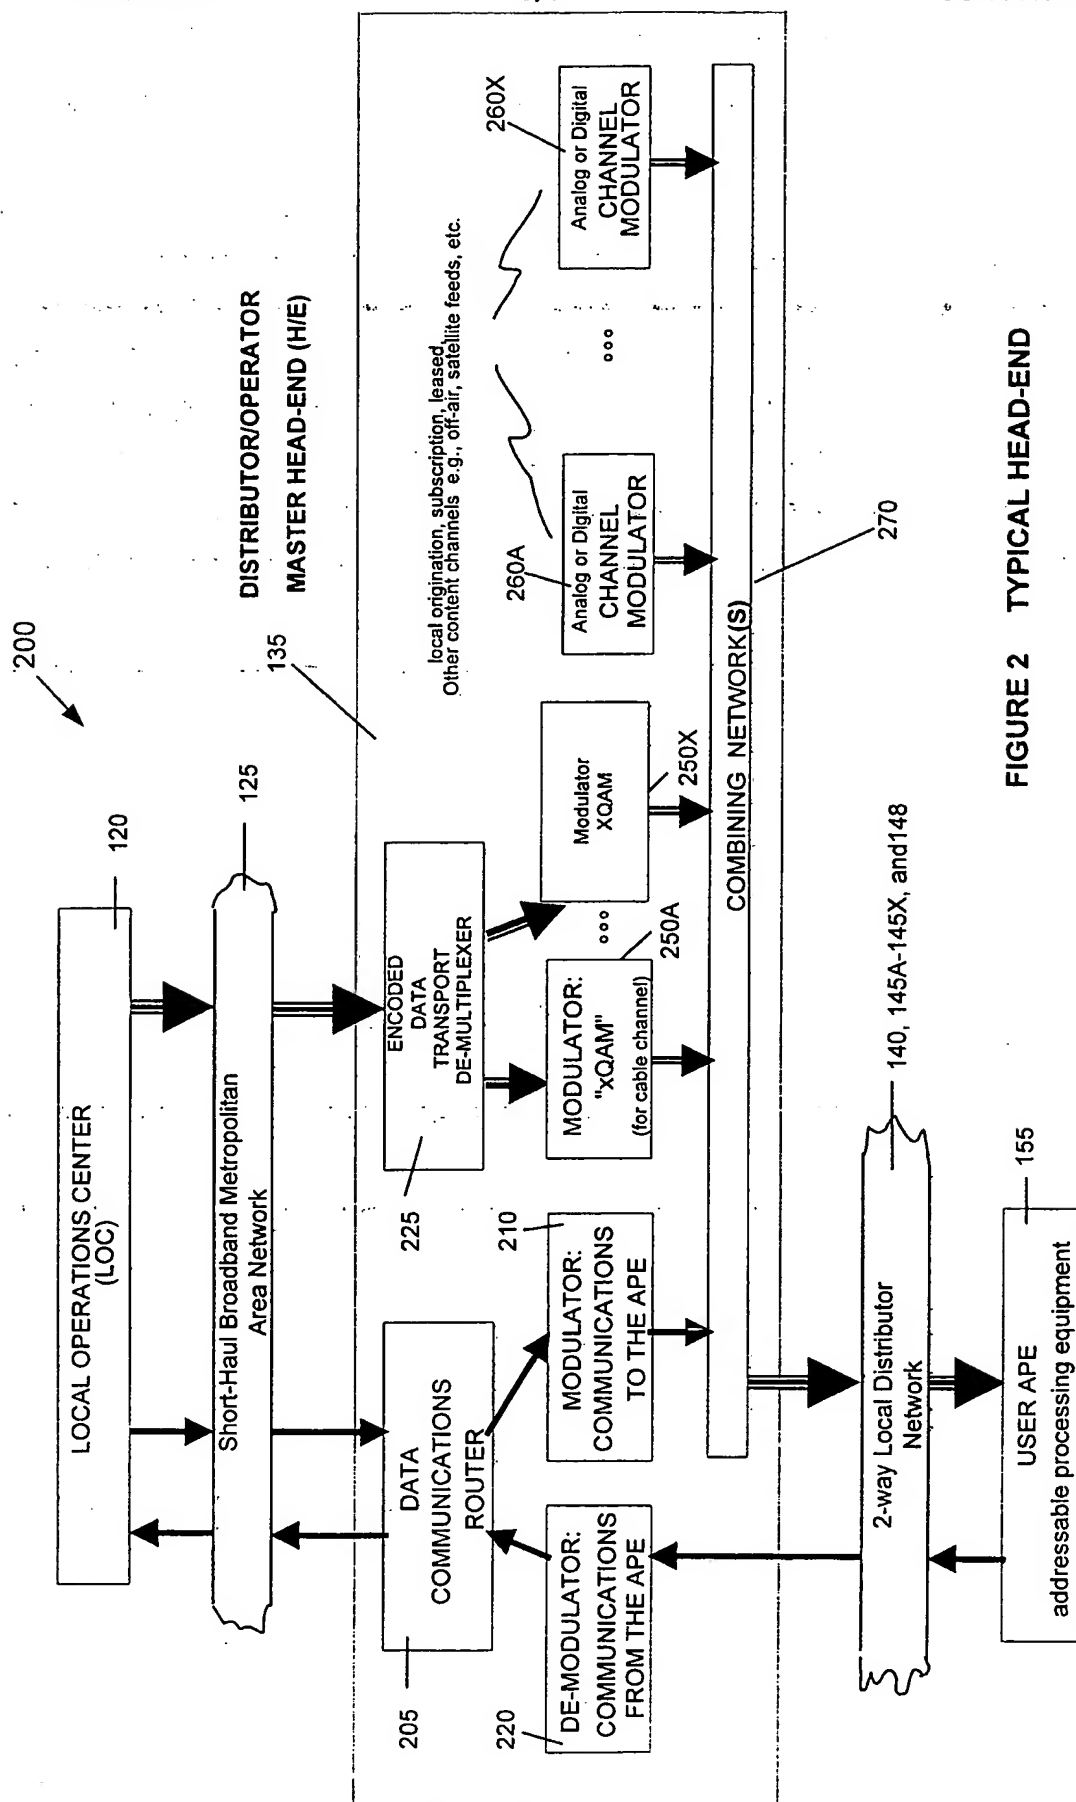 200
LOCAL OPERATIONS CENTER
(LOC)
120
Short-Haul Broadband Metropolitan
Area Network
125
DISTRIBUTOR/OPERATOR
MASTER HEAD-END (H/E)
135
DATA
COMMUNICATIONS
ROUTER
205
ENCODED
DATA
TRANSPORT
DE-MULTIPLEXER
225
local origination, subscription, leased,
Other content channels e.g., off-air, satellite feeds, etc.
DE-MODULATOR:
COMMUNICATIONS
FROM THE APE
220
MODULATOR:
COMMUNICATIONS
TO THE APE
210
MODULATOR:
"xQAM"
(for cable channel)
250A
°°°
Modulator
XQAM
250X
260A
Analog or Digital
CHANNEL
MODULATOR
°°°
260X
Analog or Digital
CHANNEL
MODULATOR
COMBINING NETWORK(S)
270
2-way Local Distributor
Network
140, 145A-145X, and148
USER APE
addressable processing equipment
155
FIGURE 2 TYPICAL HEAD-END